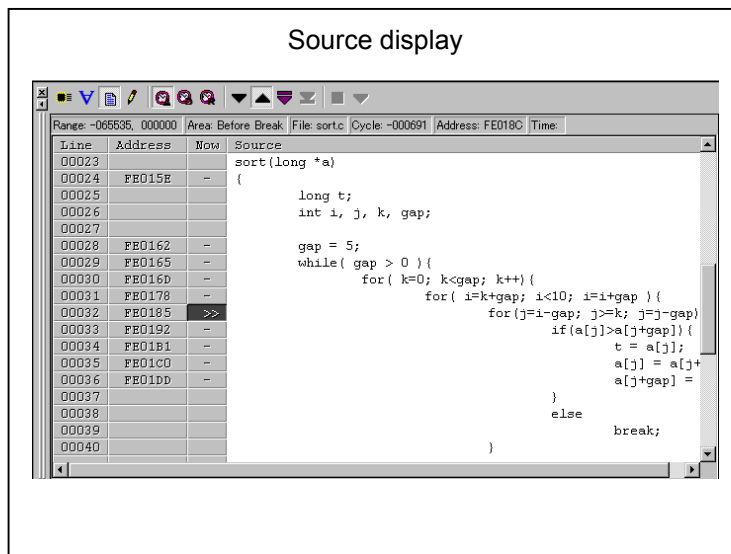 Source display
Range: -065535, 000000 Area: Before Break File: sort.c Cycle: -000691 Address: FE018C Time:
Line Address Now Source
00023 sort(long *a)
00024 FE015E - {
00025 long t;
00026 int i, j, k, gap;
00027
00028 FE0162 - gap = 5;
00029 FE0165 - while( gap > 0 ){
00030 FE016D - for( k=0; k<gap; k++){
00031 FE0178 - for( i=k+gap; i<10; i=i+gap ){
00032 FE0185 >> for(j=i-gap; j>=k; j=j-gap)
00033 FE0192 - if(a[j]>a[j+gap]){
00034 FE01B1 - t = a[j];
00035 FE01C0 - a[j] = a[j+
00036 FE01DD - a[j+gap] =
00037 }
00038 else
00039 break;
00040 }